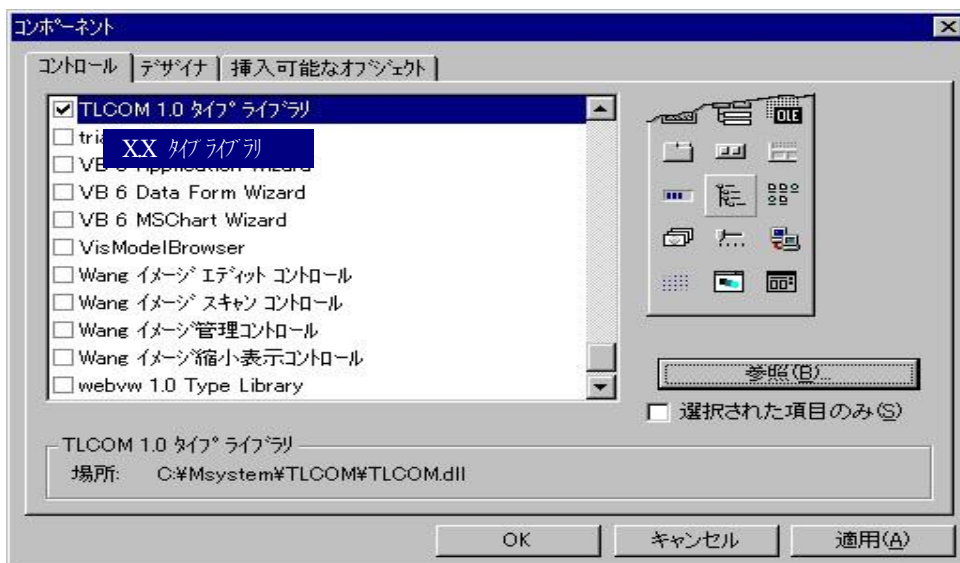 コンポーネント
コントロール
デザイナ
挿入可能なオブジェクト
TLCOM 1.0 タイプ ライブラリ
XX タイプライブラリ
VB 6 Application Wizard
VB 6 Data Form Wizard
VB 6 MSChart Wizard
VisModelBrowser
Wang イメージ エディット コントロール
Wang イメージ スキャン コントロール
Wang イメージ管理コントロール
Wang イメージ縮小表示コントロール
webvw 1.0 Type Library
OLE
参照(B)...
選択された項目のみ(S)
TLCOM 1.0 タイプ ライブラリ
場所: C:¥Msystem¥TLCOM¥TLCOM.dll
OK
キャンセル
適用(A)